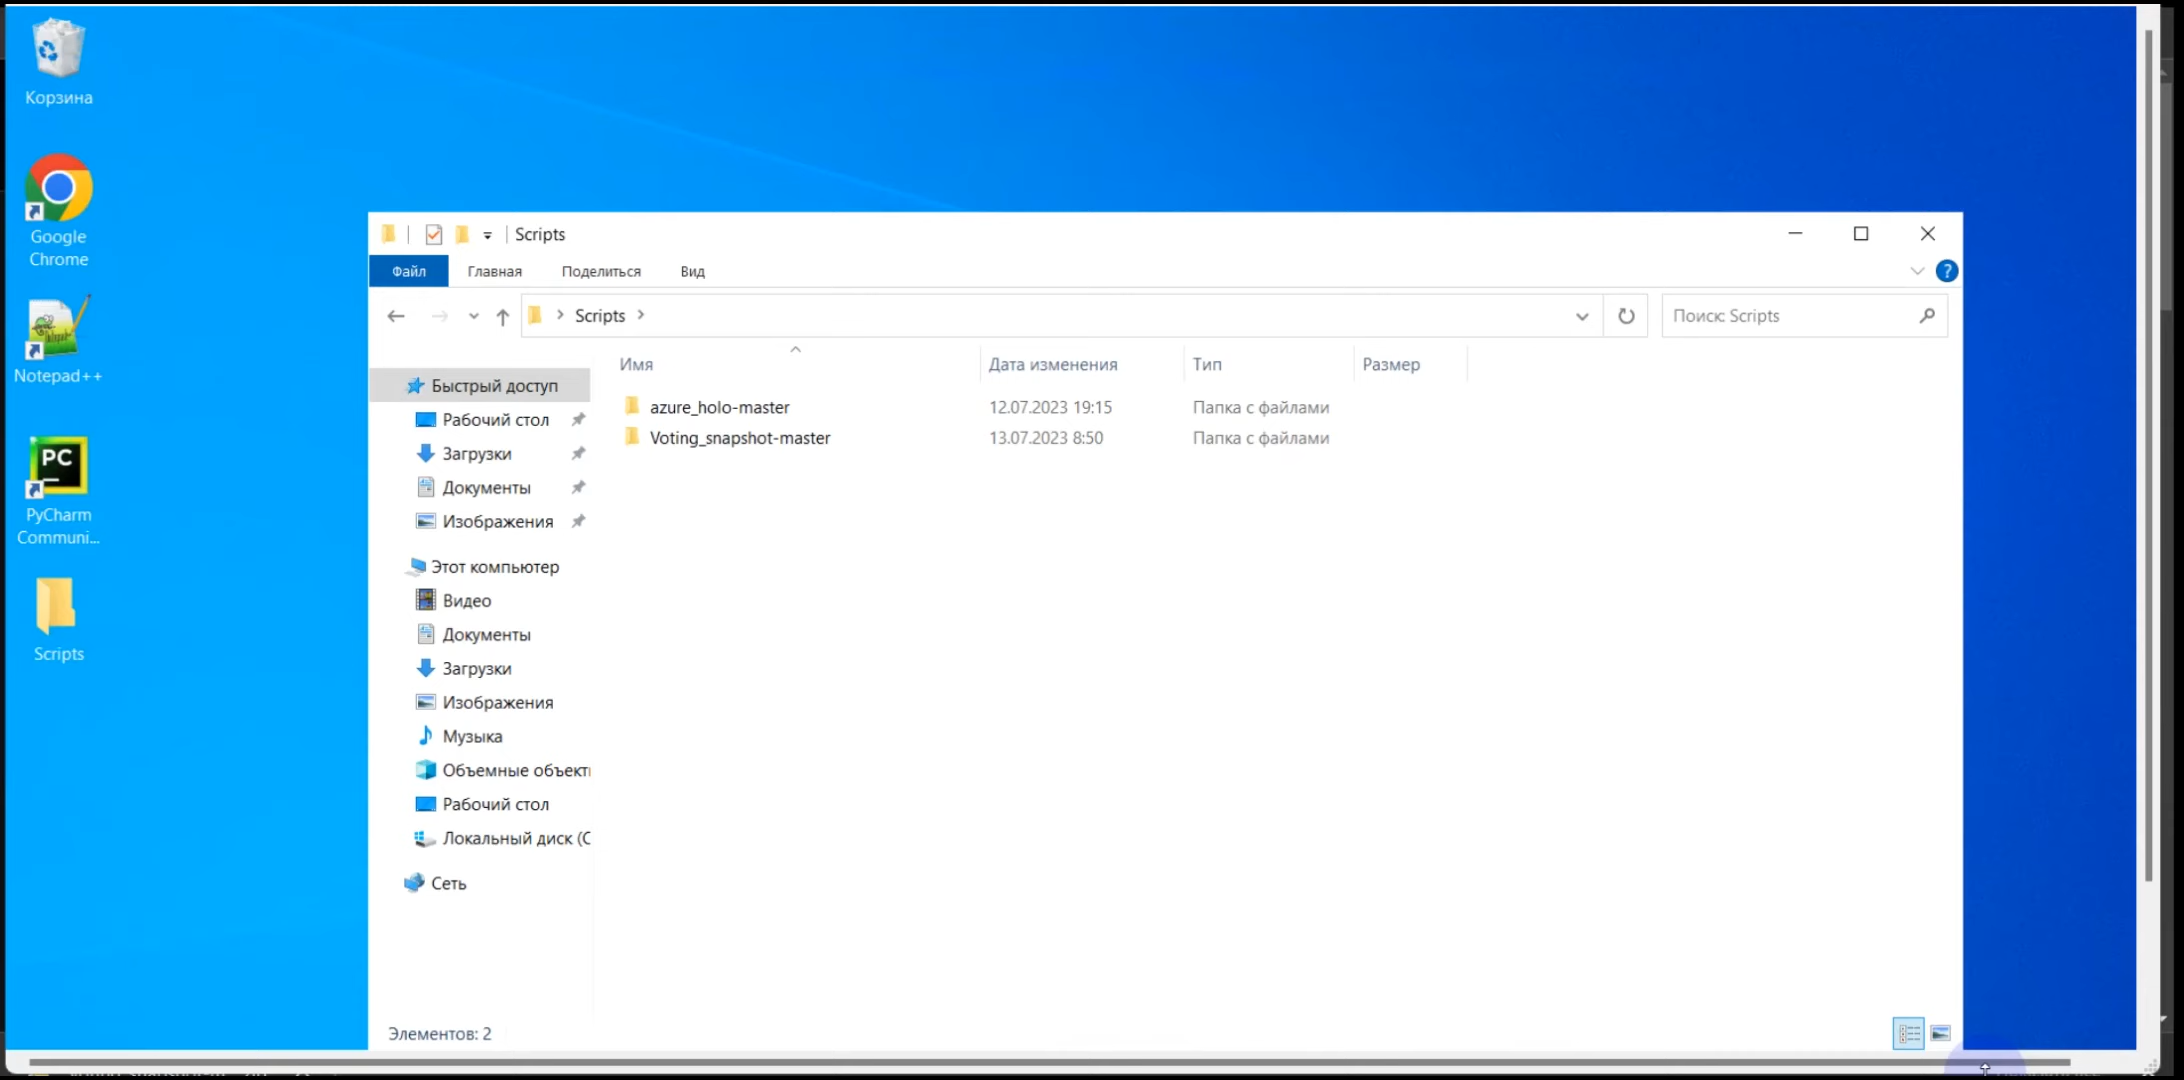 Корзина
Google
Chrome
Notepad++
PyCharm
Communi...
Scripts
Scripts
Файл
Главная
Поделиться
Вид
Scripts
Поиск: Scripts
Имя
Дата изменения
Тип
Размер
azure_holo-master
12.07.2023 19:15
Папка с файлами
Voting_snapshot-master
13.07.2023 8:50
Папка с файлами
Быстрый доступ
Рабочий стол
Загрузки
Документы
Изображения
Этот компьютер
Видео
Документы
Загрузки
Изображения
Музыка
Объемные объект
Рабочий стол
Локальный диск (C
Сеть
Элементов: 2